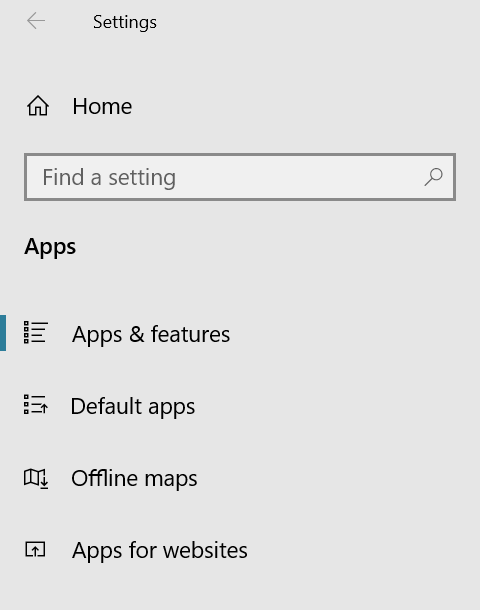 Settings
Home
Find a setting
Apps
Apps & features
Default apps
Offline maps
Apps for websites